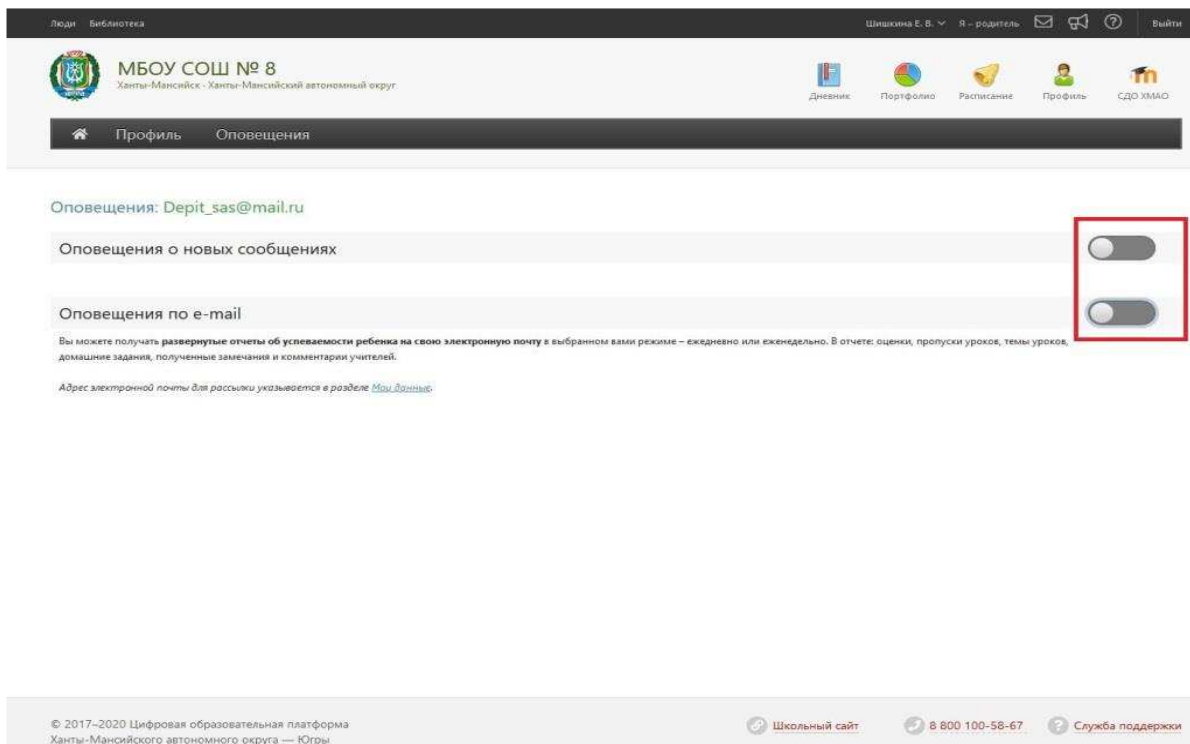 Люди Библиотека
Шишкина Е. В. Я – родитель Выйти
МБОУ СОШ № 8
Ханты-Мансийск · Ханты-Мансийский автономный округ
Дневник Портфолио Расписание Профиль СДО ХМАО
Профиль Оповещения
Оповещения: Depit_sas@mail.ru
Оповещения о новых сообщениях
Оповещения по e-mail
Вы можете получать развернутые отчеты об успеваемости ребенка на свою электронную почту в выбранном вами режиме – ежедневно или еженедельно. В отчете: оценки, пропуски уроков, темы уроков,
домашние задания, полученные замечания и комментарии учителей.
Адрес электронной почты для рассылки указывается в разделе Мои данные.
© 2017–2020 Цифровая образовательная платформа
Ханты-Мансийского автономного округа — Югры
Школьный сайт 8 800 100-58-67 Служба поддержки